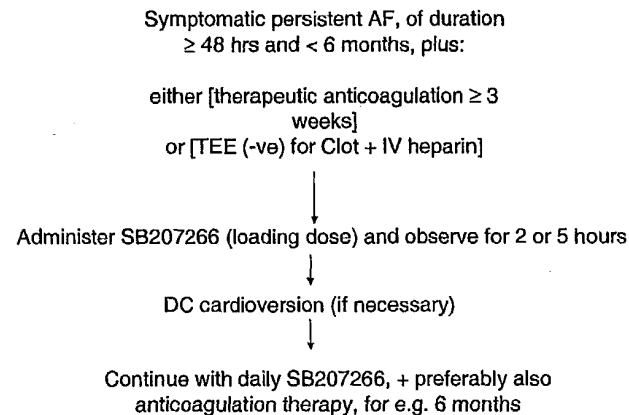 Symptomatic persistent AF, of duration
≥ 48 hrs and < 6 months, plus:
either [therapeutic anticoagulation ≥ 3
weeks]
or [TEE (-ve) for Clot + IV heparin]
Administer SB207266 (loading dose) and observe for 2 or 5 hours
DC cardioversion (if necessary)
Continue with daily SB207266, + preferably also
anticoagulation therapy, for e.g. 6 months